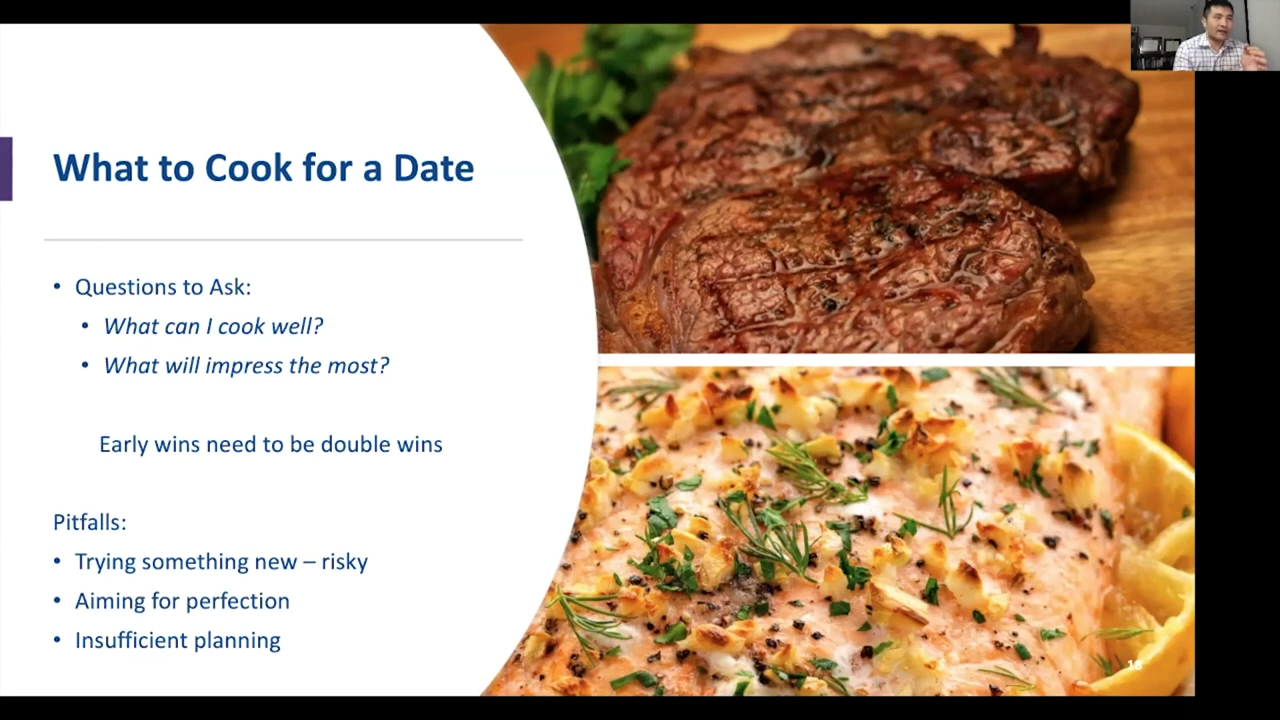 What to Cook for a Date
• Questions to Ask:
• What can I cook well?
• What will impress the most?
Early wins need to be double wins
Pitfalls:
• Trying something new – risky
• Aiming for perfection
• Insufficient planning
18